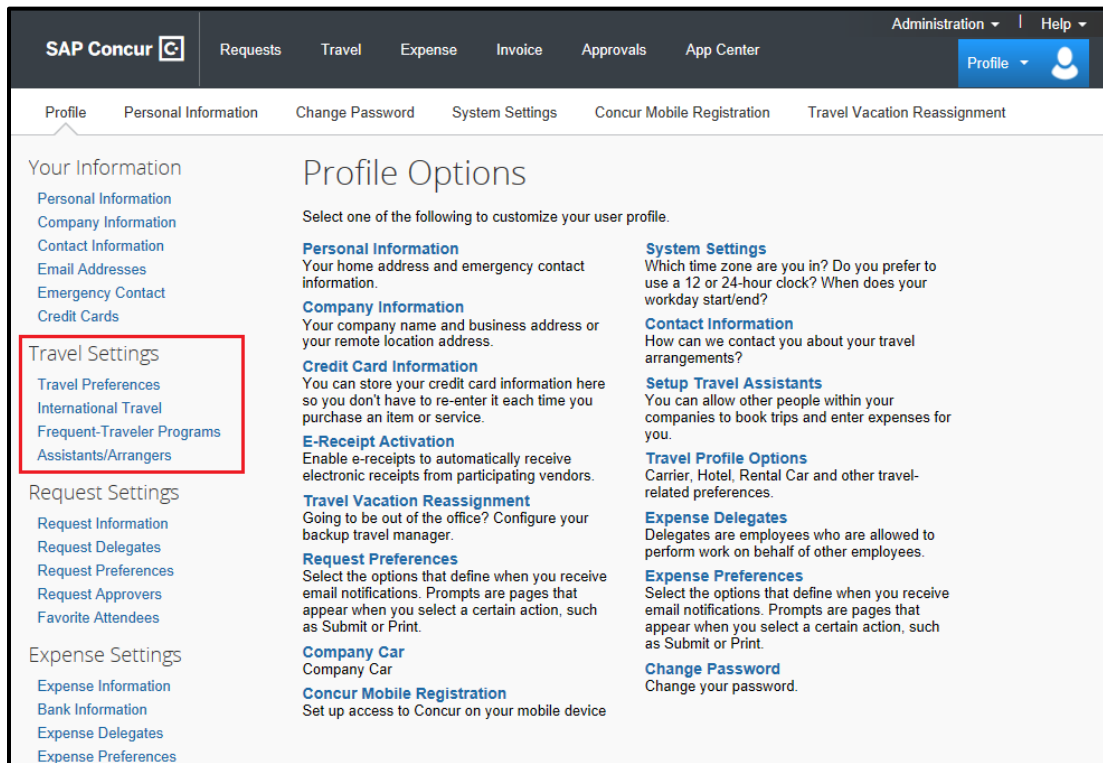 Administration | Help
SAP Concur C Requests Travel Expense Invoice Approvals App Center
Profile
Profile Personal Information Change Password System Settings Concur Mobile Registration Travel Vacation Reassignment
Your Information
Personal Information
Company Information
Contact Information
Email Addresses
Emergency Contact
Credit Cards
Travel Settings
Travel Preferences
International Travel
Frequent-Traveler Programs
Assistants/Arrangers
Request Settings
Request Information
Request Delegates
Request Preferences
Request Approvers
Favorite Attendees
Expense Settings
Expense Information
Bank Information
Expense Delegates
Expense Preferences
Profile Options
Select one of the following to customize your user profile.
Personal Information
Your home address and emergency contact
information.
Company Information
Your company name and business address or
your remote location address.
Credit Card Information
You can store your credit card information here
so you don't have to re-enter it each time you
purchase an item or service.
E-Receipt Activation
Enable e-receipts to automatically receive
electronic receipts from participating vendors.
Travel Vacation Reassignment
Going to be out of the office? Configure your
backup travel manager.
Request Preferences
Select the options that define when you receive
email notifications. Prompts are pages that
appear when you select a certain action, such
as Submit or Print.
Company Car
Company Car
Concur Mobile Registration
Set up access to Concur on your mobile device
System Settings
Which time zone are you in? Do you prefer to
use a 12 or 24-hour clock? When does your
workday start/end?
Contact Information
How can we contact you about your travel
arrangements?
Setup Travel Assistants
You can allow other people within your
companies to book trips and enter expenses for
you.
Travel Profile Options
Carrier, Hotel, Rental Car and other travel-
related preferences.
Expense Delegates
Delegates are employees who are allowed to
perform work on behalf of other employees.
Expense Preferences
Select the options that define when you receive
email notifications. Prompts are pages that
appear when you select a certain action, such
as Submit or Print.
Change Password
Change your password.